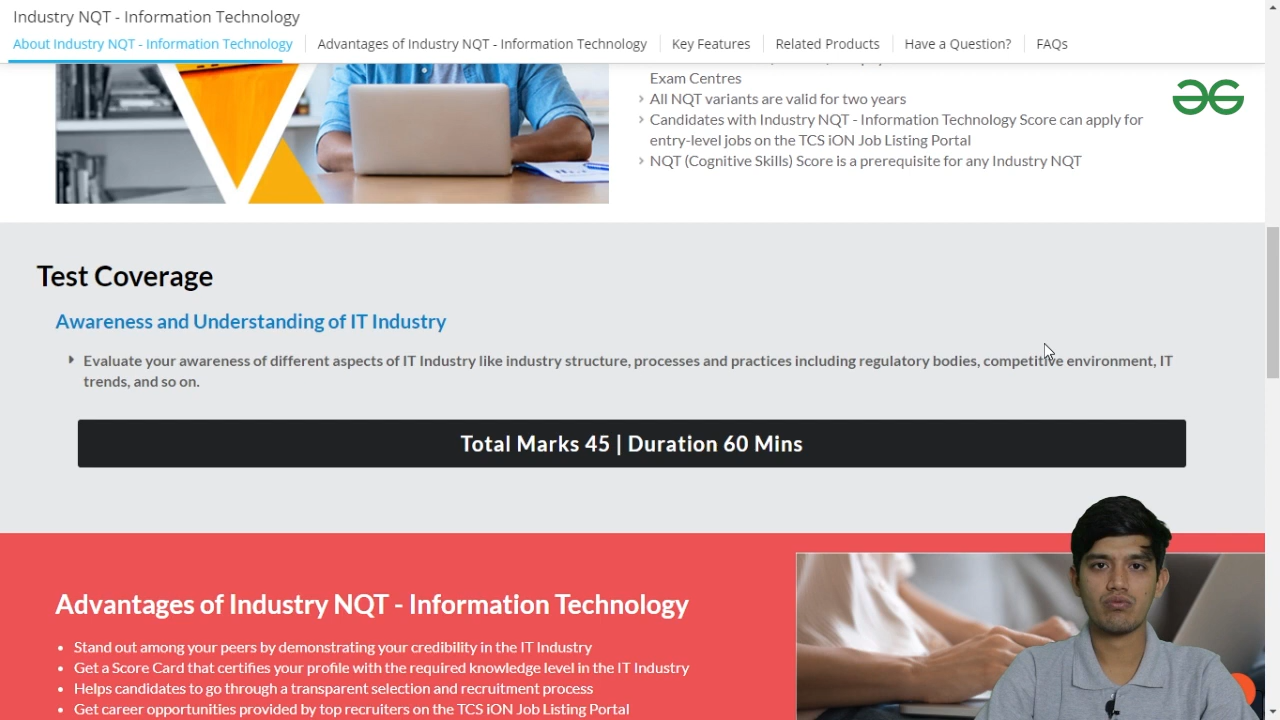 Industry NQT - Information Technology
About Industry NQT - Information Technology
Advantages of Industry NQT - Information Technology
Key Features
Related Products
Have a Question?
FAQs
Exam Centres
All NQT variants are valid for two years
Candidates with Industry NQT - Information Technology Score can apply for
entry-level jobs on the TCS iON Job Listing Portal
NQT (Cognitive Skills) Score is a prerequisite for any Industry NQT
Test Coverage
Awareness and Understanding of IT Industry
Evaluate your awareness of different aspects of IT Industry like industry structure, processes and practices including regulatory bodies, competitive environment, IT
trends, and so on.
Total Marks 45 | Duration 60 Mins
Advantages of Industry NQT - Information Technology
Stand out among your peers by demonstrating your credibility in the IT Industry
Get a Score Card that certifies your profile with the required knowledge level in the IT Industry
Helps candidates to go through a transparent selection and recruitment process
Get career opportunities provided by top recruiters on the TCS iON Job Listing Portal